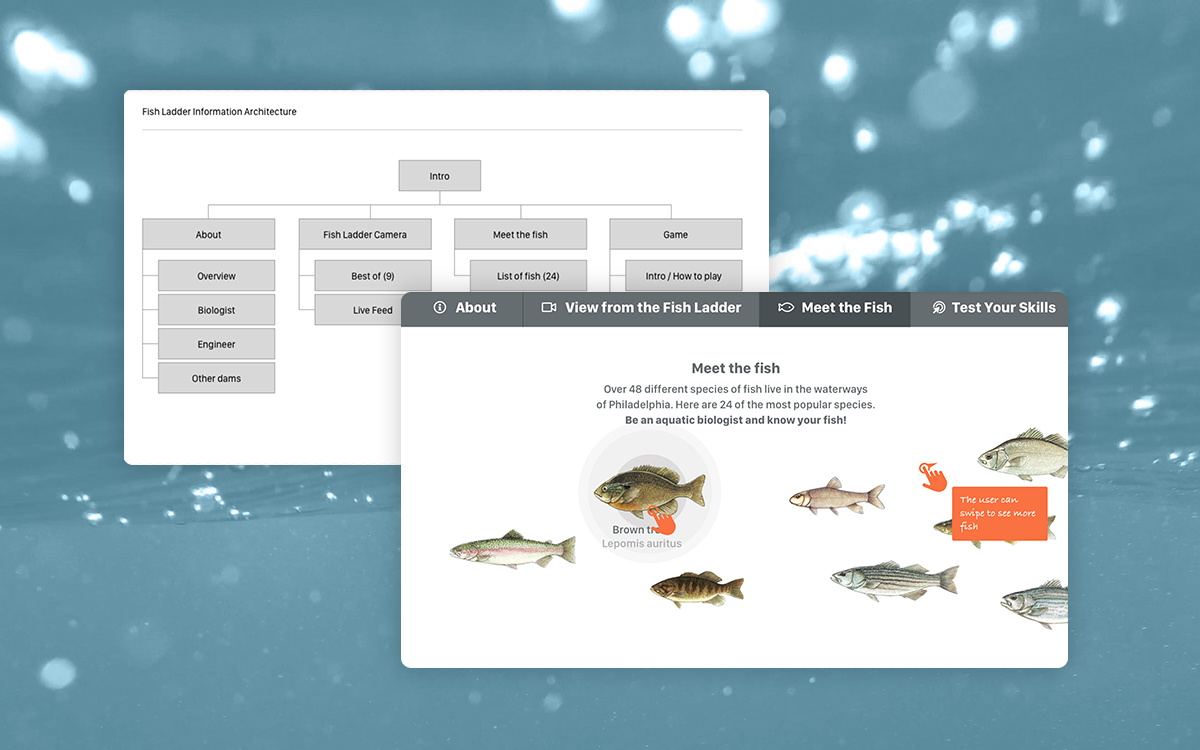 Fish Ladder Information Architecture
Intro
About
Fish Ladder Camera
Meet the fish
Game
Overview
Best of (9)
List of fish (24)
Intro / How to play
Biologist
Live Feed
Engineer
Other dams
About
View from the Fish Ladder
Meet the Fish
Test Your Skills
Meet the fish
Over 48 different species of fish live in the waterways
of Philadelphia. Here are 24 of the most popular species.
Be an aquatic biologist and know your fish!
Brown
Lepomis auritus
The user can
swipe to see more
fish